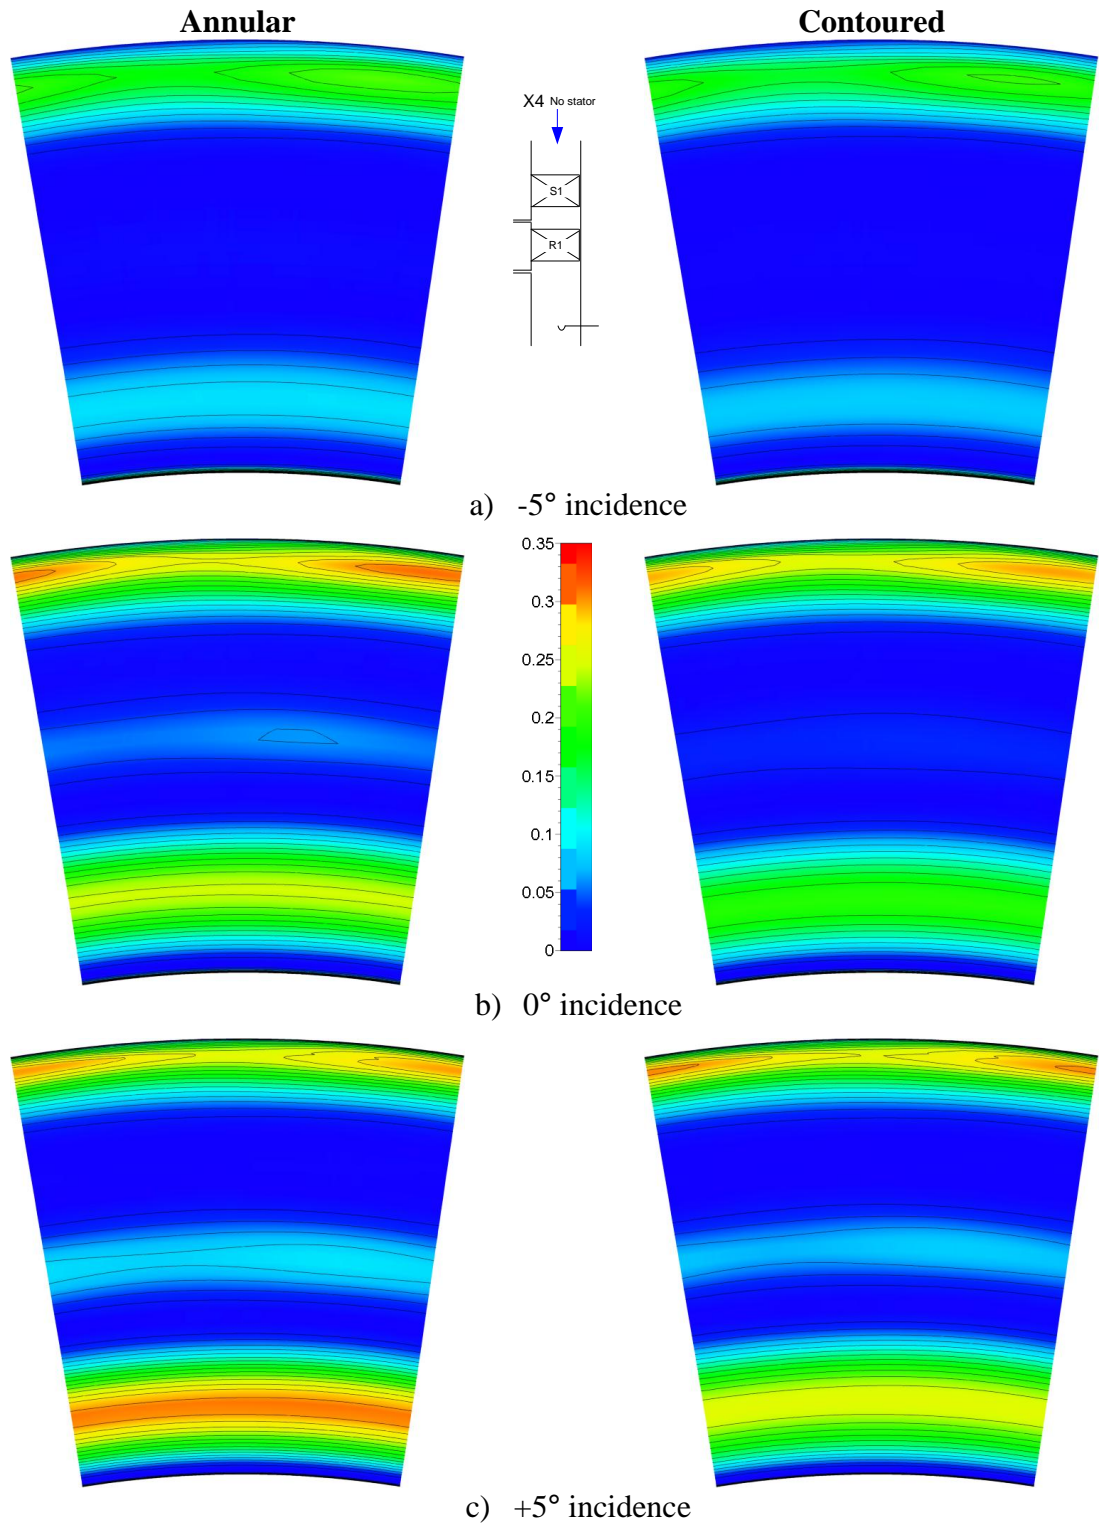 Annular
Contoured
X4 No stator
S1
R1
a) -5° incidence
0.35
0.3
0.25
0.2
0.15
0.1
0.05
0
b) 0° incidence
c) +5° incidence